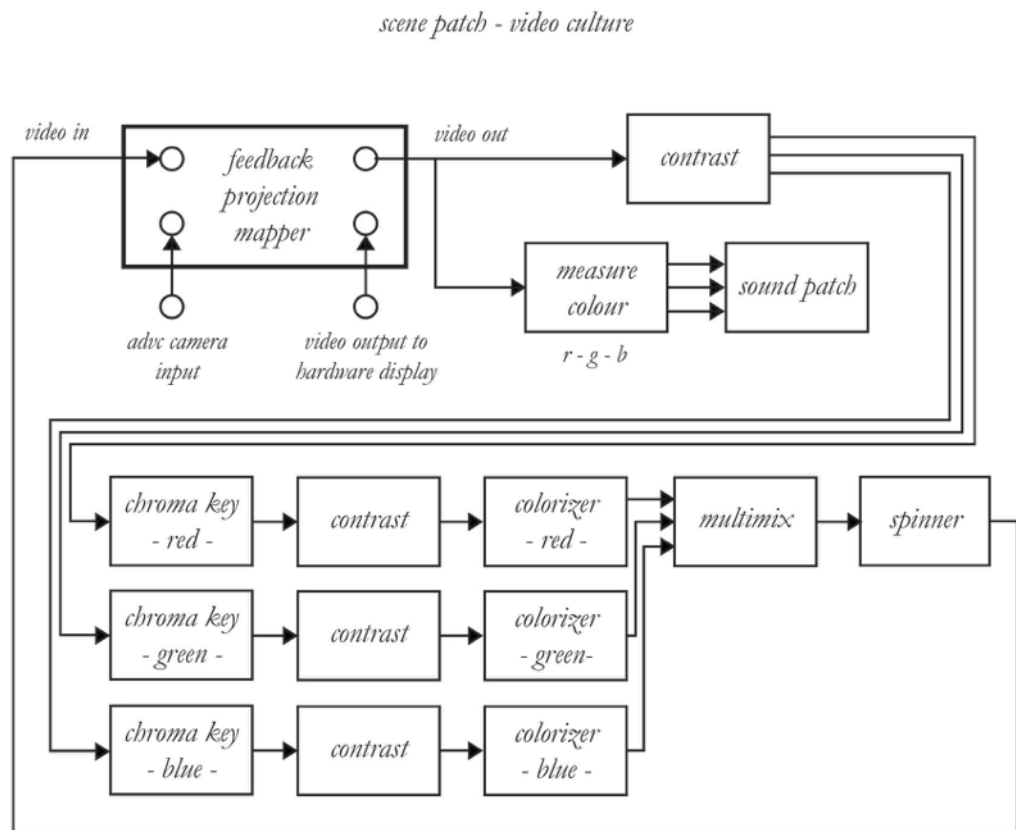 scene patch - video culture
video in
feedback
projection
mapper
video out
contrast
measure
colour
sound patch
r - g - b
advc camera
input
video output to
hardware display
chroma key
- red -
contrast
colorizer
- red -
multimix
spinner
chroma key
- green -
contrast
colorizer
- green-
chroma key
- blue -
contrast
colorizer
- blue -